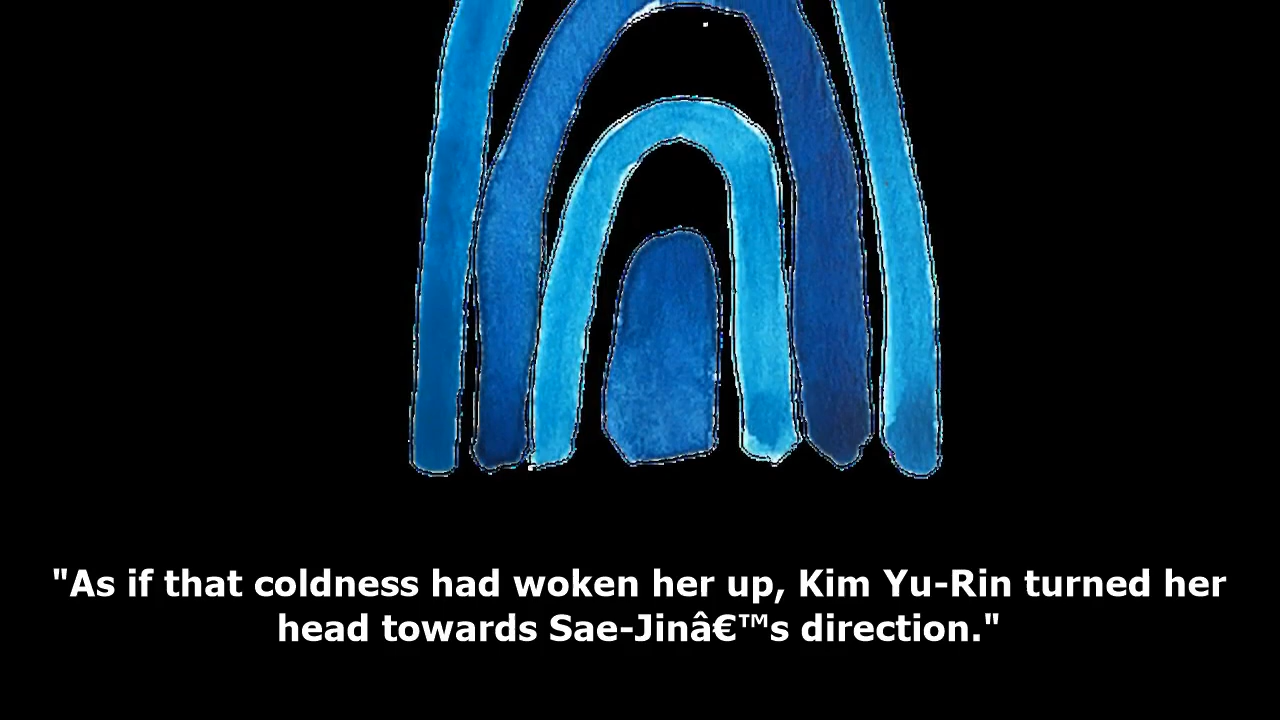 "As if that coldness had woken her up, Kim Yu-Rin turned her
head towards Sae-Jinâ€™s direction."